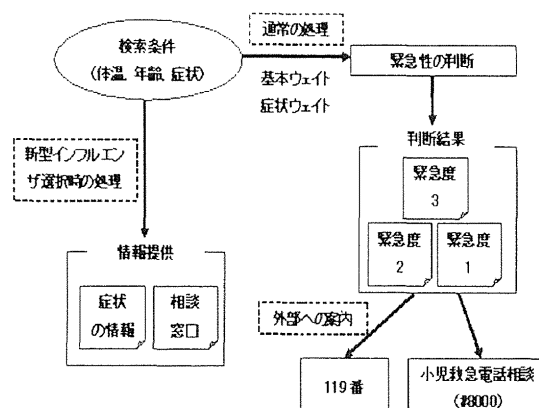 検索条件
(体温, 年齢, 症状)
通常の処理
基本ウェイト
症状ウェイト
緊急性の判断
新型インフルエン
ザ選択時の処理
判断結果
緊急度
3
緊急度
2
緊急度
1
情報提供
症状
の情報
相談
窓口
外部への案内
119番
小児救急電話相談
(#8000)